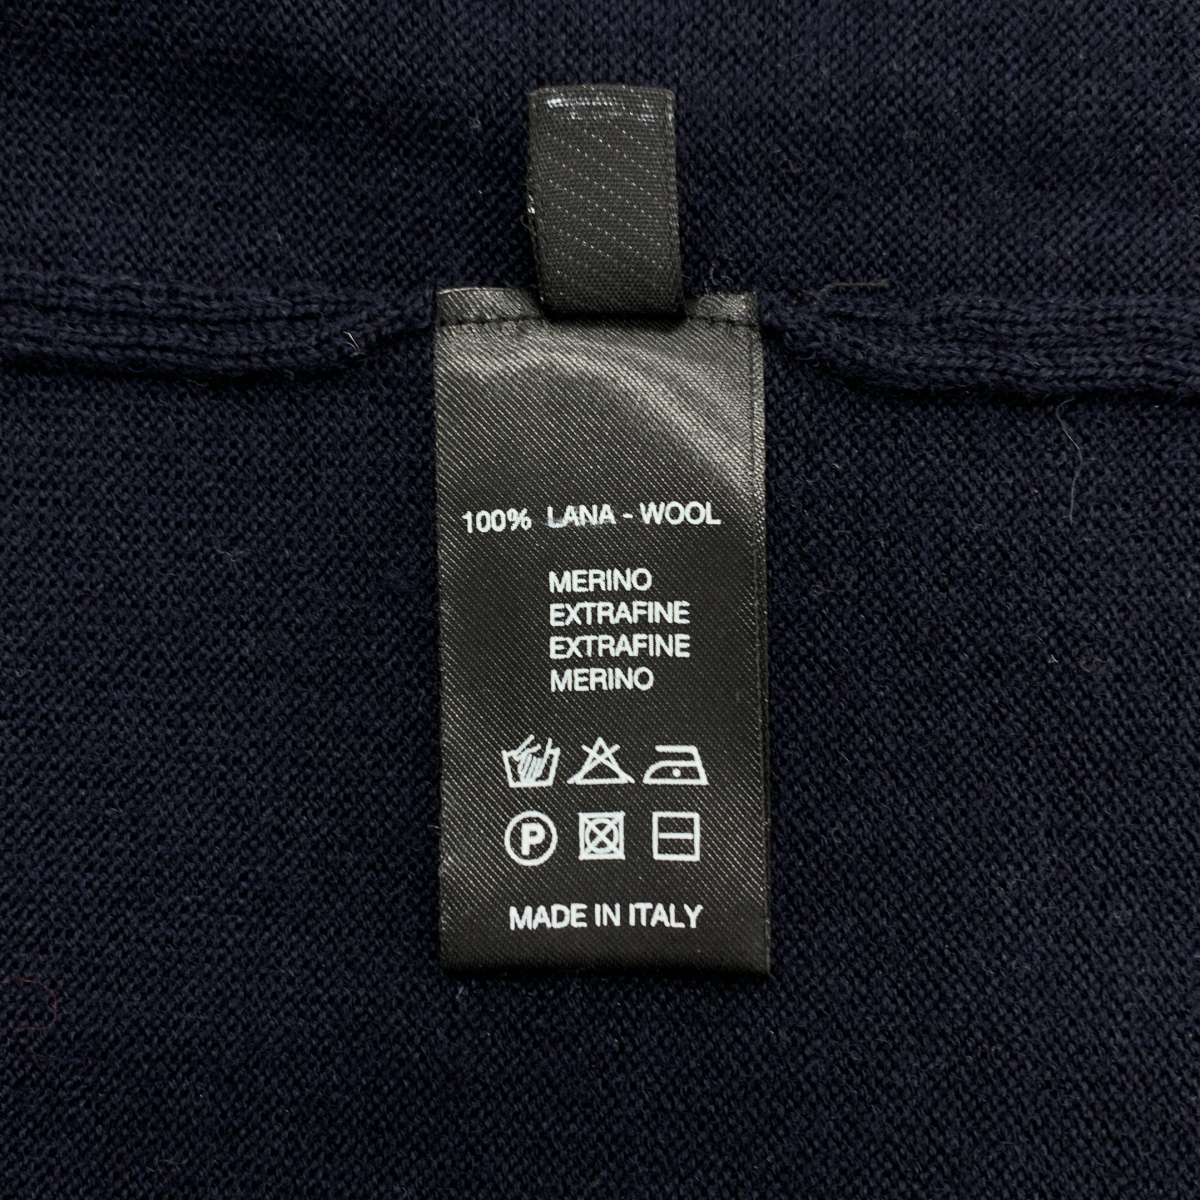 100% LANA - WOOL
MERINO
EXTRAFINE
EXTRAFINE
MERINO
P
MADE IN ITALY